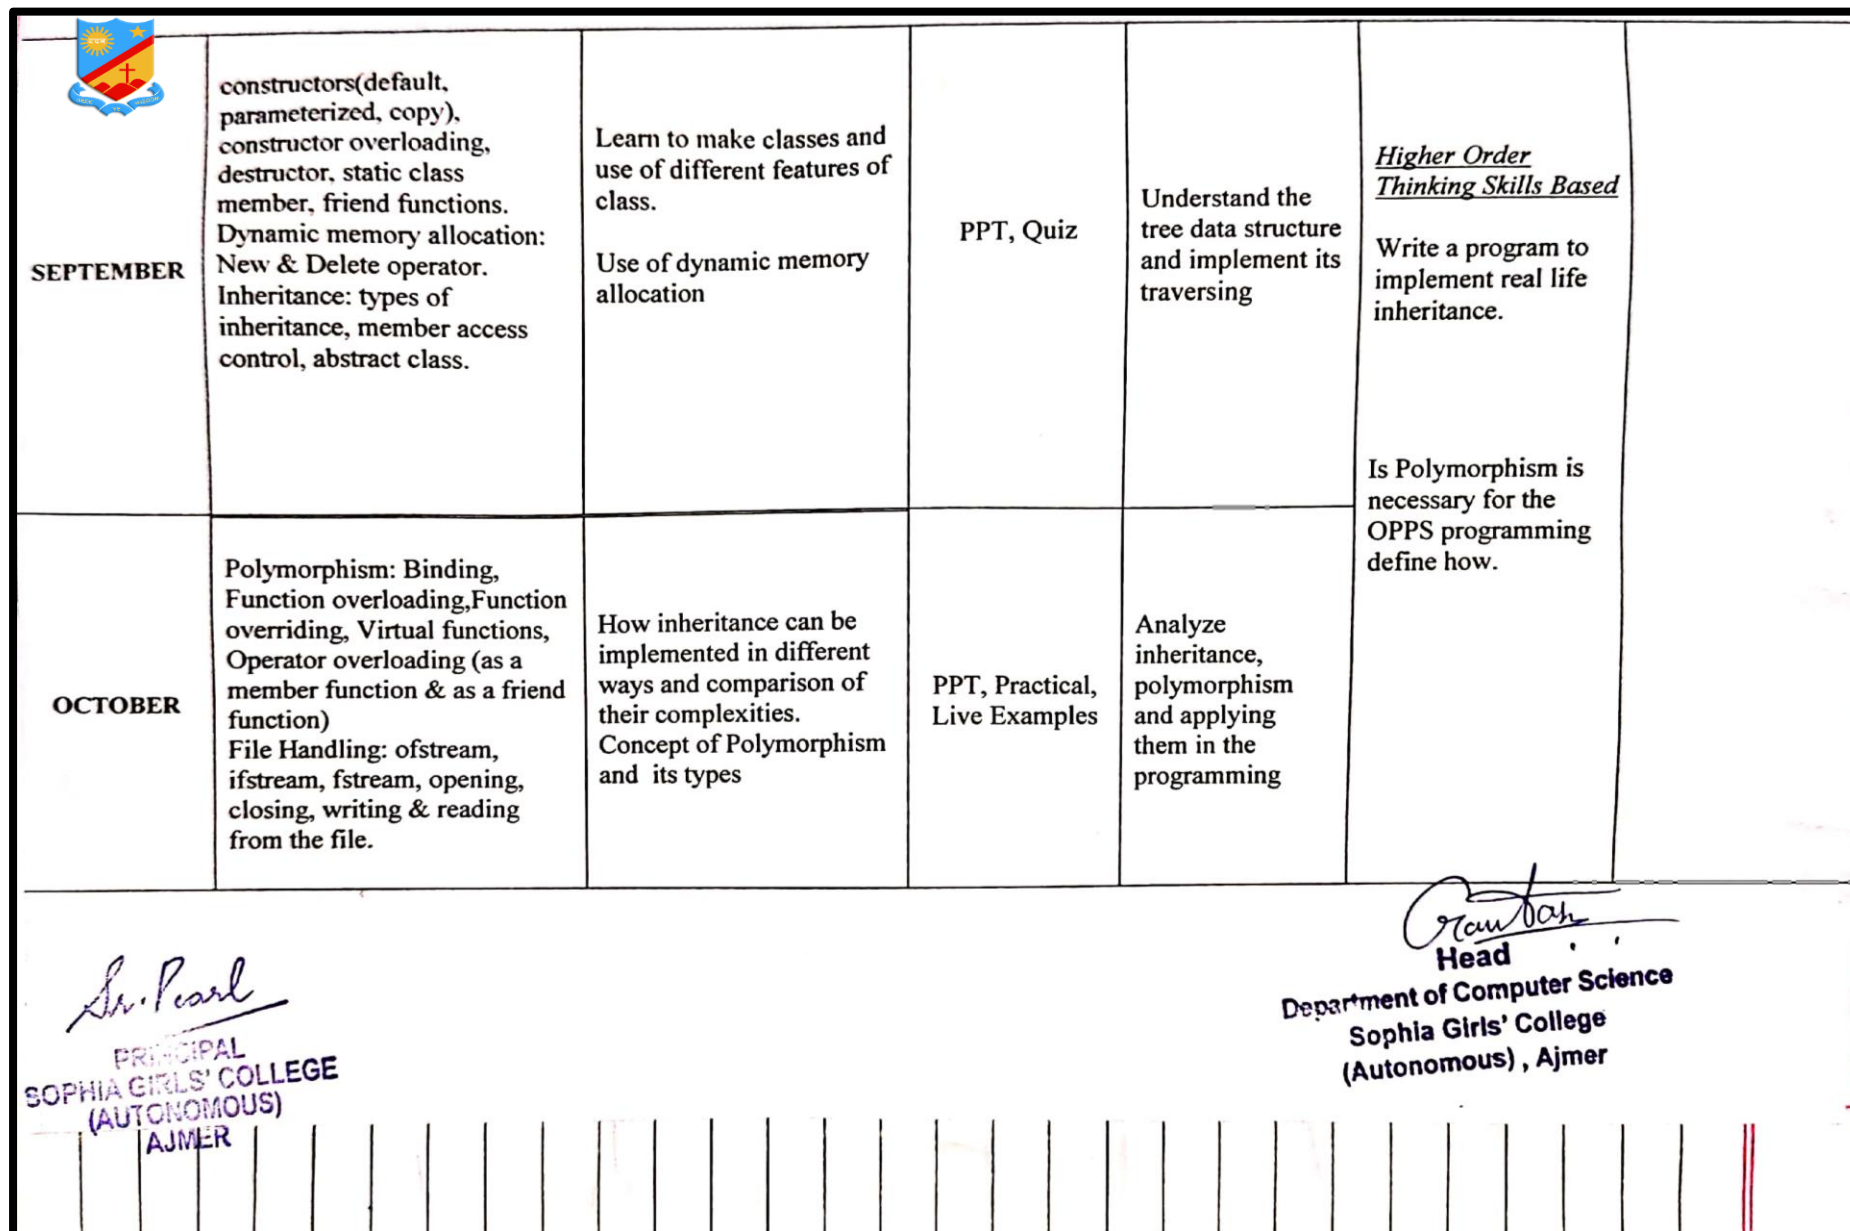 SEPTEMBER
constructors(default,
parameterized, copy),
constructor overloading,
destructor, static class
member, friend functions.
Dynamic memory allocation:
New & Delete operator.
Inheritance: types of
inheritance, member access
control, abstract class.
Learn to make classes and
use of different features of
class.
Use of dynamic memory
allocation
PPT, Quiz
Understand the
tree data structure
and implement its
traversing
Higher Order
Thinking Skills Based
Write a program to
implement real life
inheritance.
Is Polymorphism is
necessary for the
OPPS programming
define how.
OCTOBER
Polymorphism: Binding,
Function overloading,Function
overriding, Virtual functions,
Operator overloading (as a
member function & as a friend
function)
File Handling: ofstream,
ifstream, fstream, opening,
closing, writing & reading
from the file.
How inheritance can be
implemented in different
ways and comparison of
their complexities.
Concept of Polymorphism
and its types
PPT, Practical,
Live Examples
Analyze
inheritance,
polymorphism
and applying
them in the
programming
Sr. Pearl
PRINCIPAL
SOPHIA GIRLS' COLLEGE
(AUTONOMOUS)
AJMER
Head
Department of Computer Science
Sophia Girls' College
(Autonomous) , Ajmer